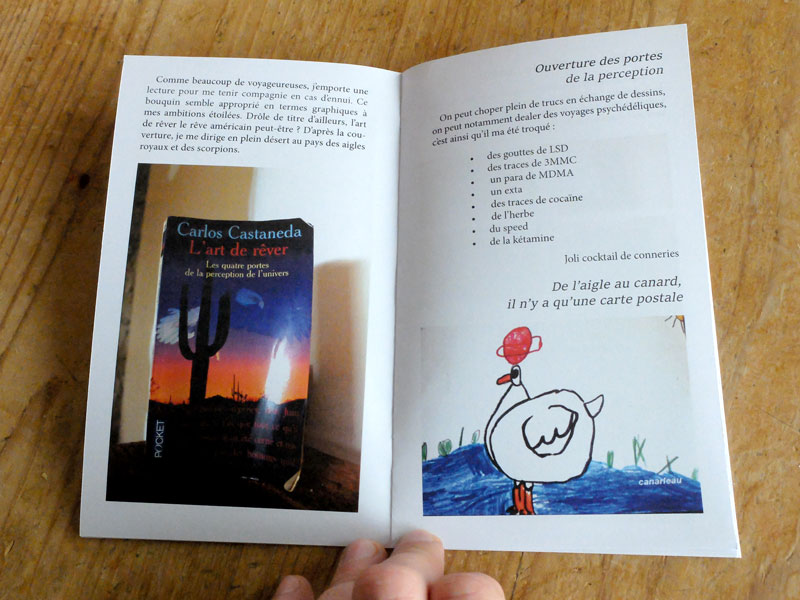 Comme beaucoup de voyageureuses, j'emporte une
lecture pour me tenir compagnie en cas d'ennui. Ce
bouquin semble approprié en termes graphiques à
mes ambitions étoilées. Drôle de titre d'ailleurs, l'art
de rêver le rêve américain peut-être ? D'après la cou-
verture, je me dirige en plein désert au pays des aigles
royaux et des scorpions.
Carlos Castaneda
L'art de rêver
Les quatre portes
de la perception de l'univers
POCKET
Ouverture des portes
de la perception
On peut choper plein de trucs en échange de dessins,
on peut notamment dealer des voyages psychédéliques,
c'est ainsi qu'il ma été troqué :
• des gouttes de LSD
• des traces de 3MMC
• un para de MDMA
• un exta
• des traces de cocaïne
• de l'herbe
• du speed
• de la kétamine
Joli cocktail de conneries
De l'aigle au canard,
il n'y a qu'une carte postale
canarleau